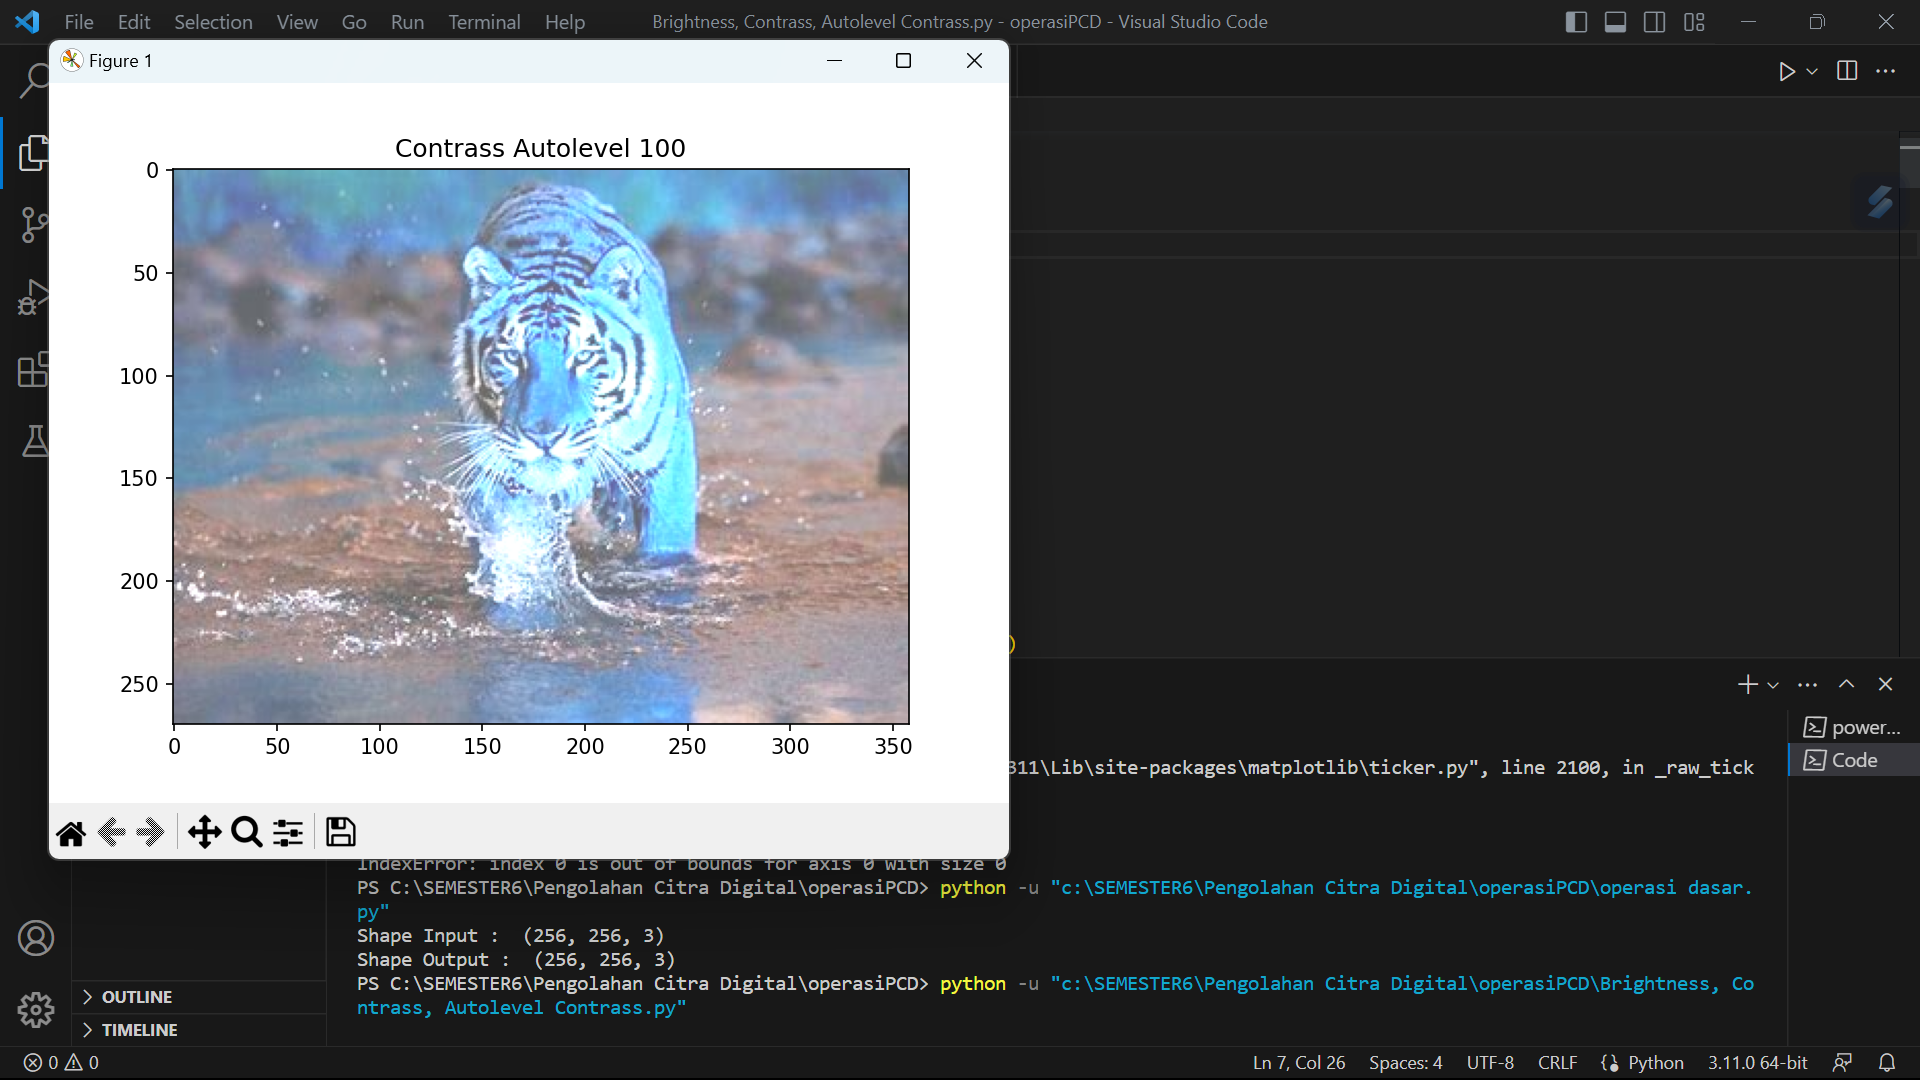 File Edit Selection View Go Run Terminal Help
Brightness, Contrass, Autolevel Contrass.py - operasiPCD - Visual Studio Code
Figure 1
Contrass Autolevel 100
0
50
100
150
200
250
0 50 100 150 200 250 300 350
)
311\Lib\site-packages\matplotlib\ticker.py", line 2100, in _raw_tick
IndexError: index 0 is out of bounds for axis 0 with size 0
PS C:\SEMESTER6\Pengolahan Citra Digital\operasiPCD> python -u "c:\SEMESTER6\Pengolahan Citra Digital\operasiPCD\operasi dasar.
py"
Shape Input :  (256, 256, 3)
Shape Output :  (256, 256, 3)
PS C:\SEMESTER6\Pengolahan Citra Digital\operasiPCD> python -u "c:\SEMESTER6\Pengolahan Citra Digital\operasiPCD\Brightness, Co
ntrass, Autolevel Contrass.py"
power...
Code
OUTLINE
TIMELINE
0 0
Ln 7, Col 26 Spaces: 4 UTF-8 CRLF Python 3.11.0 64-bit